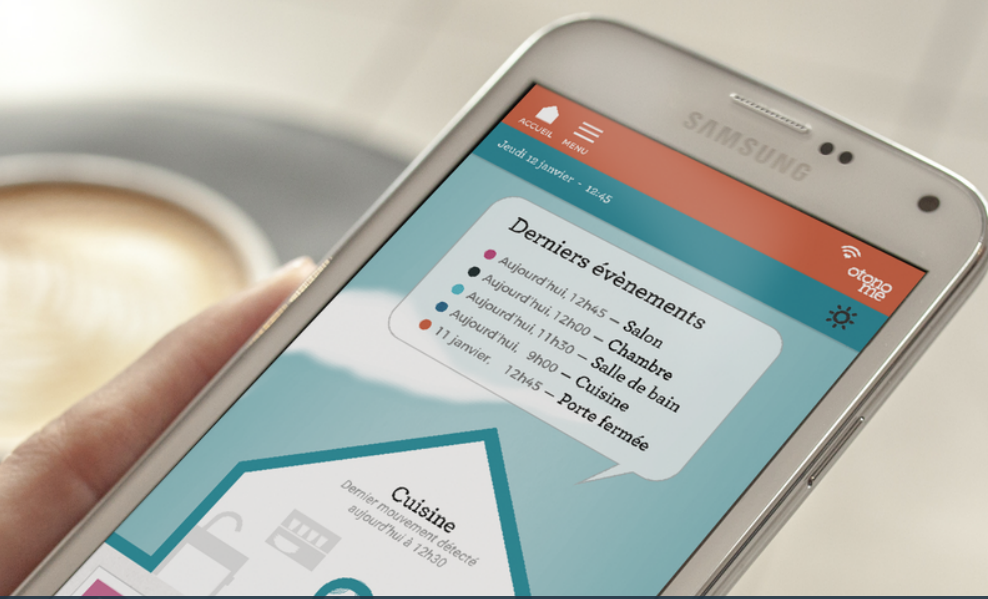 SAMSUNG
ACCUEIL
MENU
otono
me
Jeudi 12 janvier - 12:45
Derniers évènements
Aujourd'hui, 12h45 — Salon
Aujourd'hui, 12h00 — Chambre
Aujourd'hui, 11h30 — Salle de bain
Aujourd'hui, 9h00 — Cuisine
11 janvier, 12h45 — Porte fermée
Cuisine
Dernier mouvement détecté
aujourd'hui à 12h30